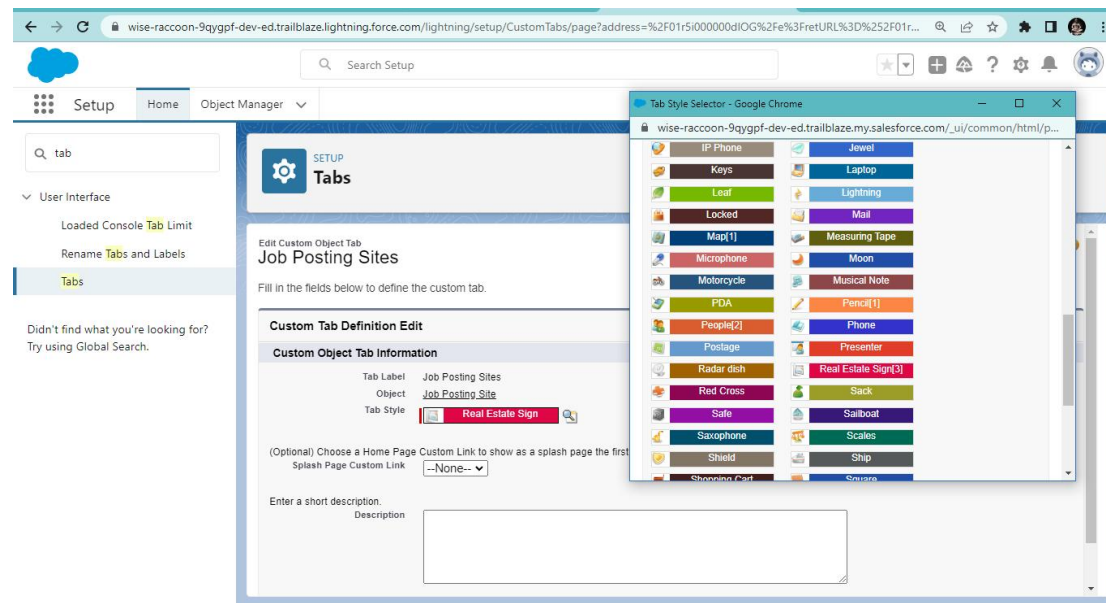 wise-raccoon-9qygpf-dev-ed.trailblaze.lightning.force.com/lightning/setup/CustomTabs/page?address=%2F01r5i000000dIOG%2Fe%3FretURL%3D%252F01r...
Search Setup
Setup Home Object Manager
tab
User Interface
Loaded Console Tab Limit
Rename Tabs and Labels
Tabs
Didn't find what you're looking for?
Try using Global Search.
SETUP
Tabs
Edit Custom Object Tab
Job Posting Sites
Fill in the fields below to define the custom tab.
Custom Tab Definition Edit
Custom Object Tab Information
Tab Label Job Posting Sites
Object Job Posting Site
Tab Style Real Estate Sign
(Optional) Choose a Home Page Custom Link to show as a splash page the first
Splash Page Custom Link --None--
Enter a short description.
Description
Tab Style Selector - Google Chrome
wise-raccoon-9qygpf-dev-ed.trailblaze.my.salesforce.com/_ui/common/html/p...
IP Phone Jewel
Keys Laptop
Leaf Lightning
Locked Mail
Map[1] Measuring Tape
Microphone Moon
Motorcycle Musical Note
PDA Pencil[1]
People[2] Phone
Postage Presenter
Radar dish Real Estate Sign[3]
Red Cross Sack
Safe Sailboat
Saxophone Scales
Shield Ship
Shopping Cart Square